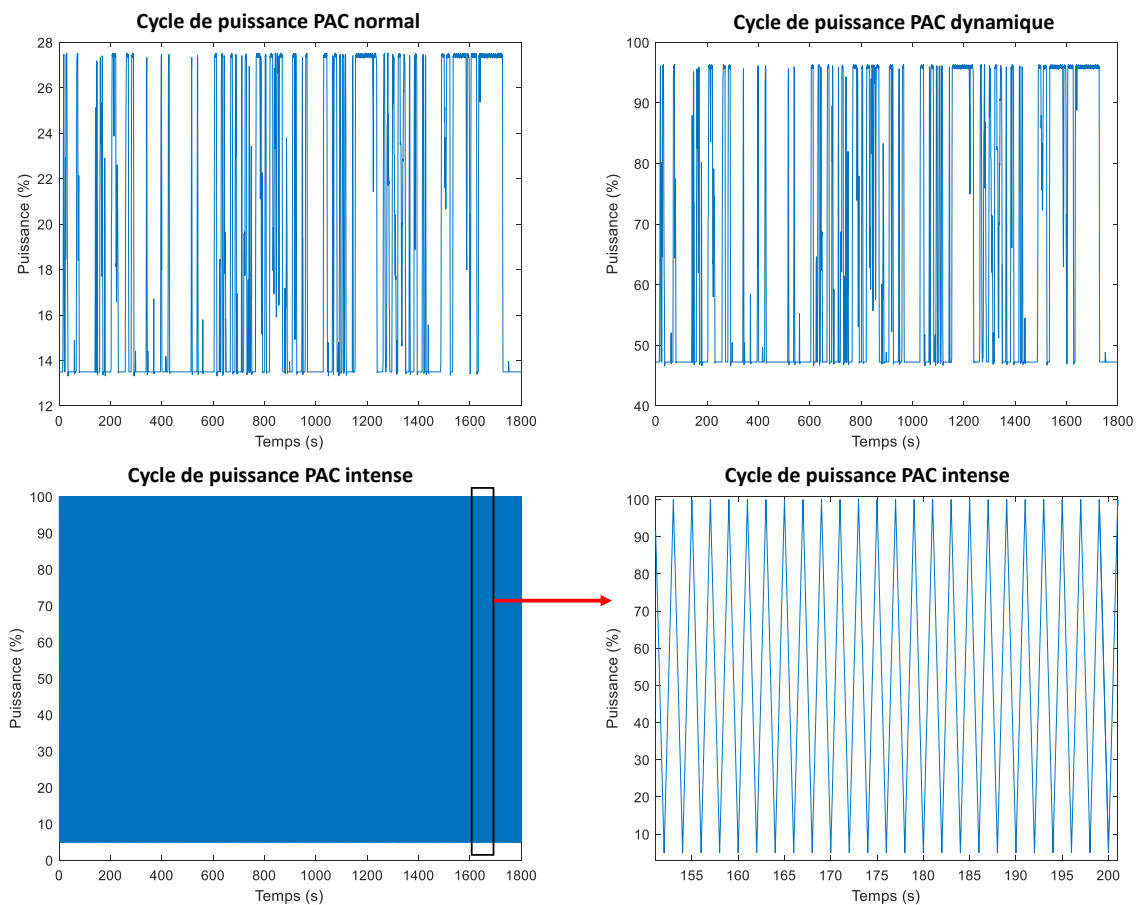 Cycle de puissance PAC normal
28
26
24
22
20
18
16
14
12
Puissance (%)
0 200 400 600 800 1000 1200 1400 1600 1800
Temps (s)
Cycle de puissance PAC dynamique
100
90
80
70
60
50
40
Puissance (%)
0 200 400 600 800 1000 1200 1400 1600 1800
Temps (s)
Cycle de puissance PAC intense
100
90
80
70
60
50
40
30
20
10
0
Puissance (%)
0 200 400 600 800 1000 1200 1400 1600 1800
Temps (s)
Cycle de puissance PAC intense
100
90
80
70
60
50
40
30
20
10
Puissance (%)
155 160 165 170 175 180 185 190 195 200
Temps (s)